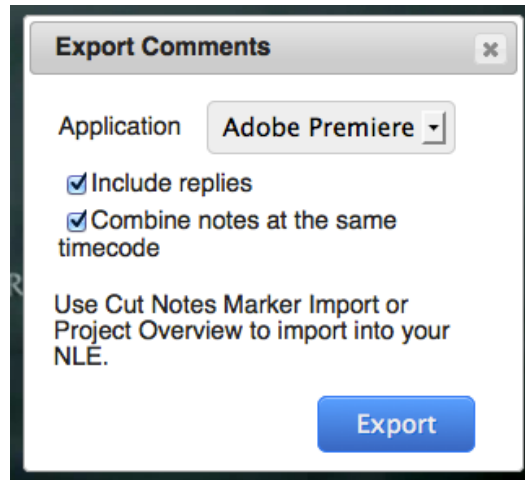 Export Comments
Application Adobe Premiere
Include replies
Combine notes at the same
timecode
R
Use Cut Notes Marker Import or
Project Overview to import into your
NLE.
Export